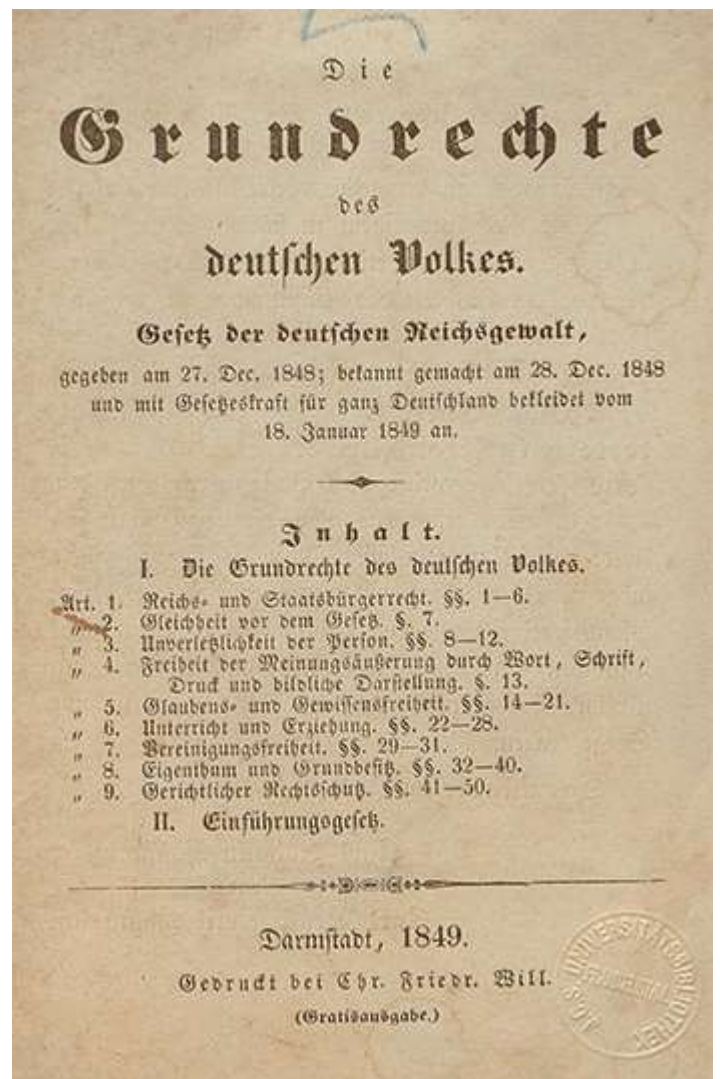 Die
Grundrechte
des
deutschen Volkes.
Gesetz der deutschen Reichsgewalt,
gegeben am 27. Dec. 1848; bekannt gemacht am 28. Dec. 1848
und mit Gesetzeskraft für ganz Deutschland bekleidet vom
18. Januar 1849 an.
Inhalt.
I. Die Grundrechte des deutschen Volkes.
Art. 1. Reichs- und Staatsbürgerrecht. §§. 1—6.
„ 2. Gleichheit vor dem Gesetz. §. 7.
„ 3. Unverletzlichkeit der Person. §§. 8—12.
„ 4. Freiheit der Meinungsäußerung durch Wort, Schrift,
Druck und bildliche Darstellung. §. 13.
„ 5. Glaubens- und Gewissensfreiheit. §§. 14—21.
„ 6. Unterricht und Erziehung. §§. 22—28.
„ 7. Vereinigungsfreiheit. §§. 29—31.
„ 8. Eigenthum und Grundbesitz. §§. 32—40.
„ 9. Gerichtlicher Rechtsschutz. §§. 41—50.
II. Einführungsgesetz.
Darmstadt, 1849.
Gedruckt bei Chr. Friedr. Will.
(Gratisausgabe.)
UNIVERSITÄTSBIBLIOTHEK